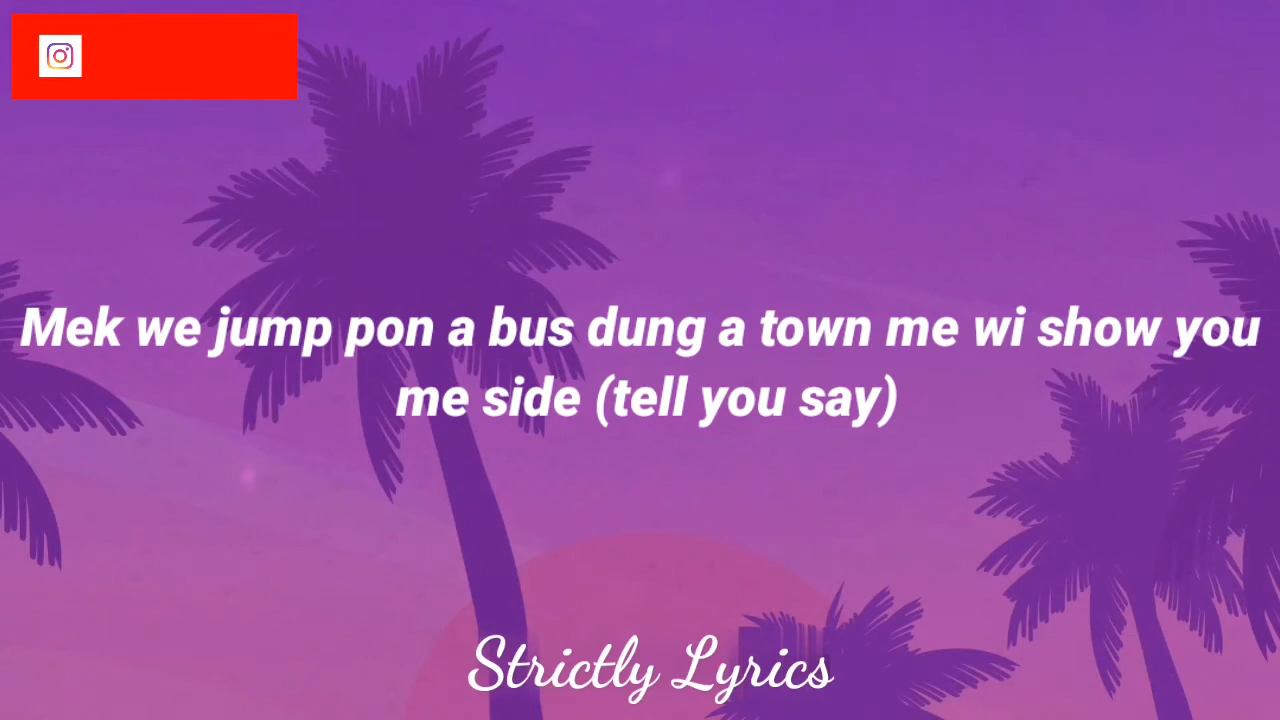 Mek we jump pon a bus dung a town me wi show you
me side (tell you say)
Strictly Lyrics